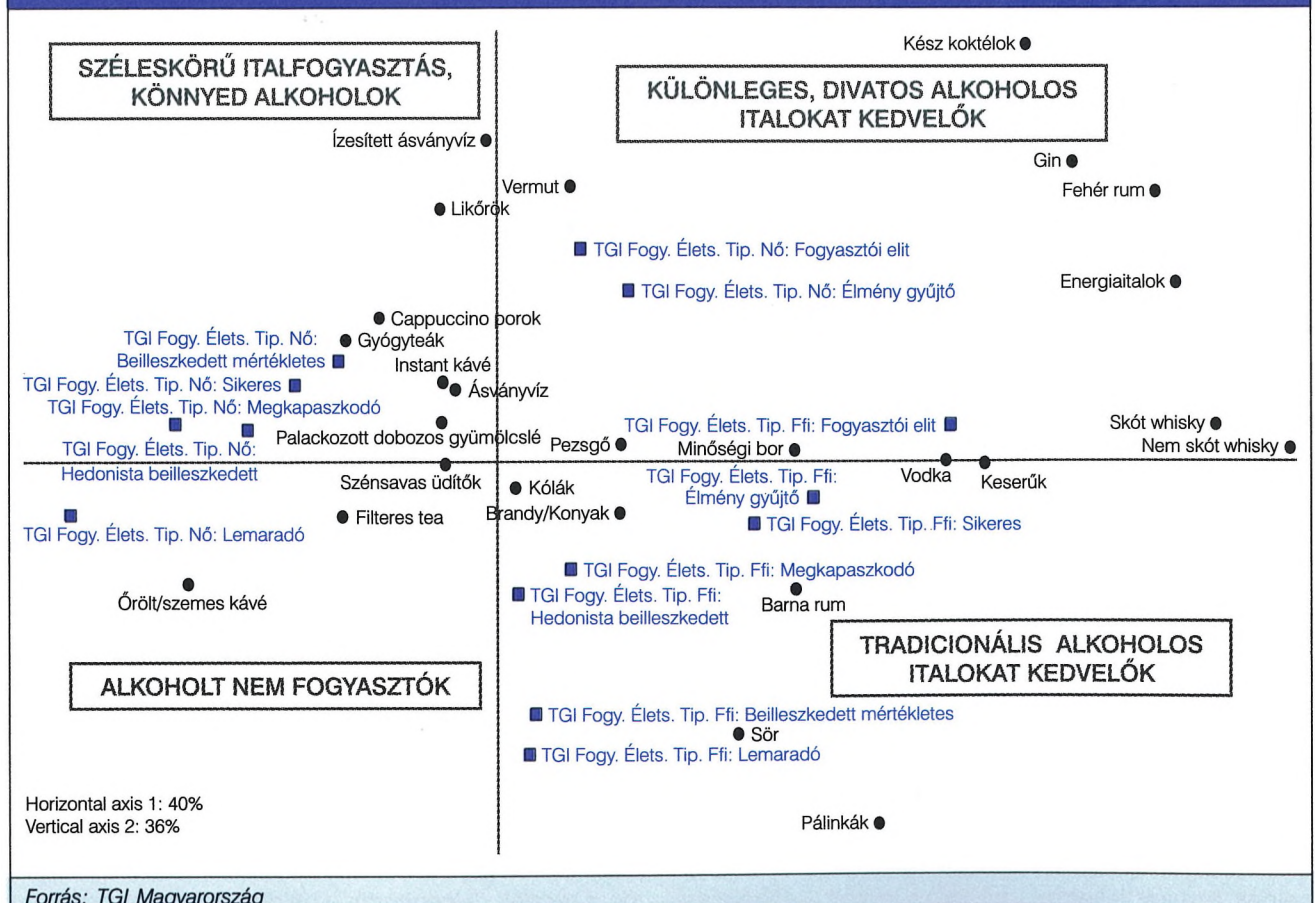 SZÉLESKÖRŰ ITALFOGYASZTÁS,
KÖNNYED ALKOHOLOK
KÜLÖNLEGES, DIVATOS ALKOHOLOS
ITALOKAT KEDVELŐK
Kész koktélok
Ízesített ásványvíz
Gin
Vermut
Fehér rum
Likőrök
TGI Fogy. Élets. Tip. Nő: Fogyasztói elit
Energiaitalok
TGI Fogy. Élets. Tip. Nő: Élmény gyűjtő
Cappuccino porok
TGI Fogy. Élets. Tip. Nő:
Beilleszkedett mértékletes
Gyógyteák
Instant kávé
TGI Fogy. Élets. Tip. Nő: Sikeres
Ásványvíz
TGI Fogy. Élets. Tip. Nő: Megkapaszkodó
TGI Fogy. Élets. Tip. Nő:
Hedonista beilleszkedett
Palackozott dobozos gyümölcslé
Pezsgő
TGI Fogy. Élets. Tip. Ffi: Fogyasztói elit
Minőségi bor
Skót whisky
Nem skót whisky
Szénsavas üdítők
Kólák
TGI Fogy. Élets. Tip. Ffi:
Élmény gyűjtő
Vodka
Keserűk
TGI Fogy. Élets. Tip. Nő: Lemaradó
Filteres tea
Brandy/Konyak
TGI Fogy. Élets. Tip. Ffi: Sikeres
Őrölt/szemes kávé
TGI Fogy. Élets. Tip. Ffi: Megkapaszkodó
TGI Fogy. Élets. Tip. Ffi:
Hedonista beilleszkedett
Barna rum
ALKOHOLT NEM FOGYASZTÓK
TRADICIONÁLIS ALKOHOLOS
ITALOKAT KEDVELŐK
TGI Fogy. Élets. Tip. Ffi: Beilleszkedett mértékletes
Sör
TGI Fogy. Élets. Tip. Ffi: Lemaradó
Pálinkák
Horizontal axis 1: 40%
Vertical axis 2: 36%
Forrás: TGI Magyarország